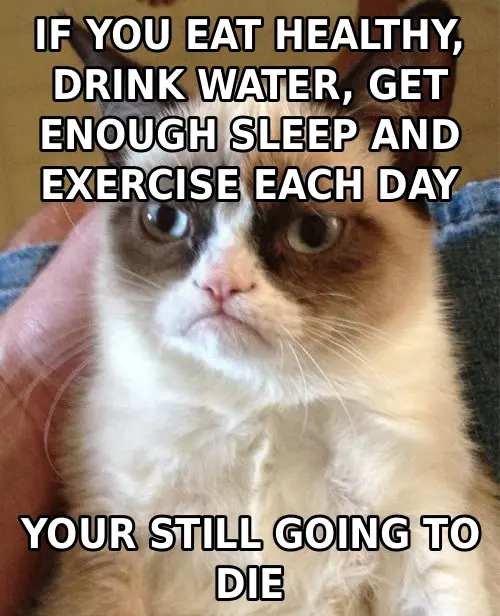 IF YOU EAT HEALTHY,
DRINK WATER, GET
ENOUGH SLEEP AND
EXERCISE EACH DAY
YOUR STILL GOING TO
DIE